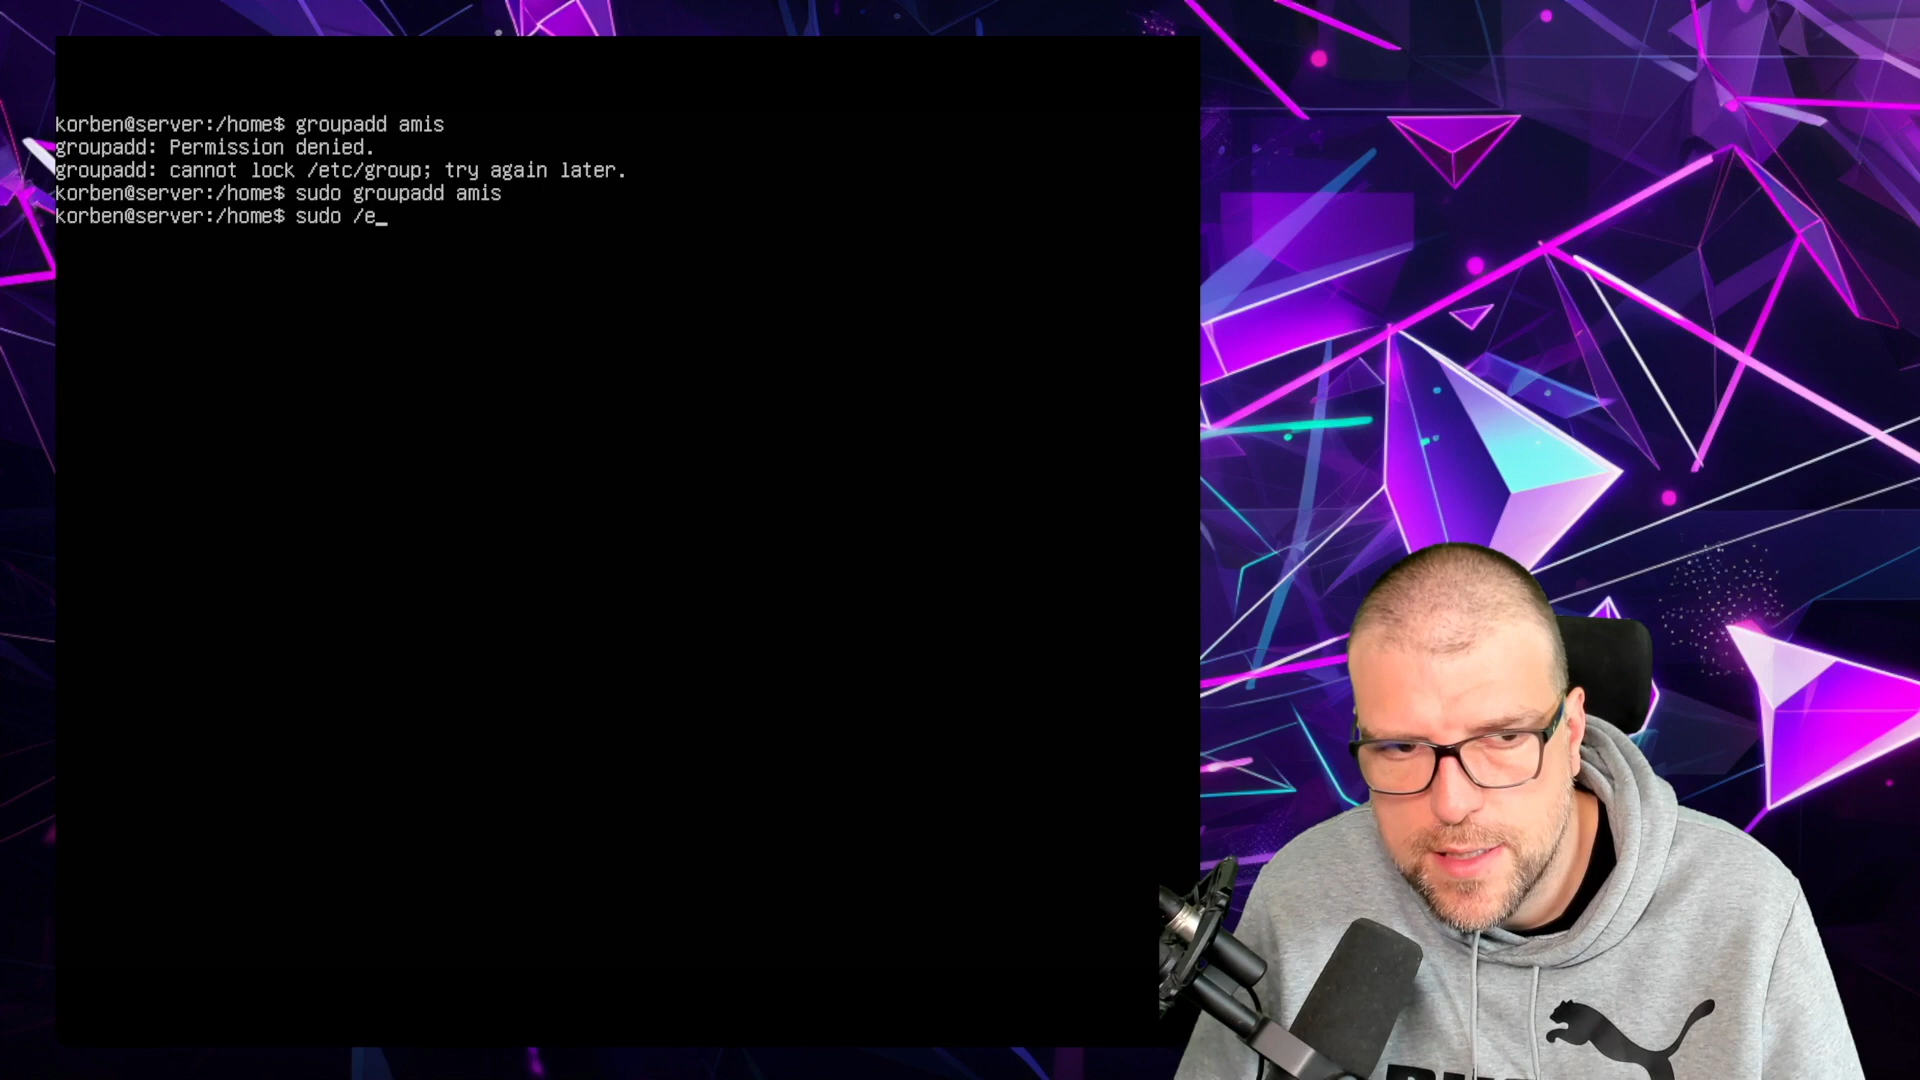 korben@server:/home$ groupadd amis
groupadd: Permission denied.
groupadd: cannot lock /etc/group; try again later.
korben@server:/home$ sudo groupadd amis
korben@server:/home$ sudo /e_